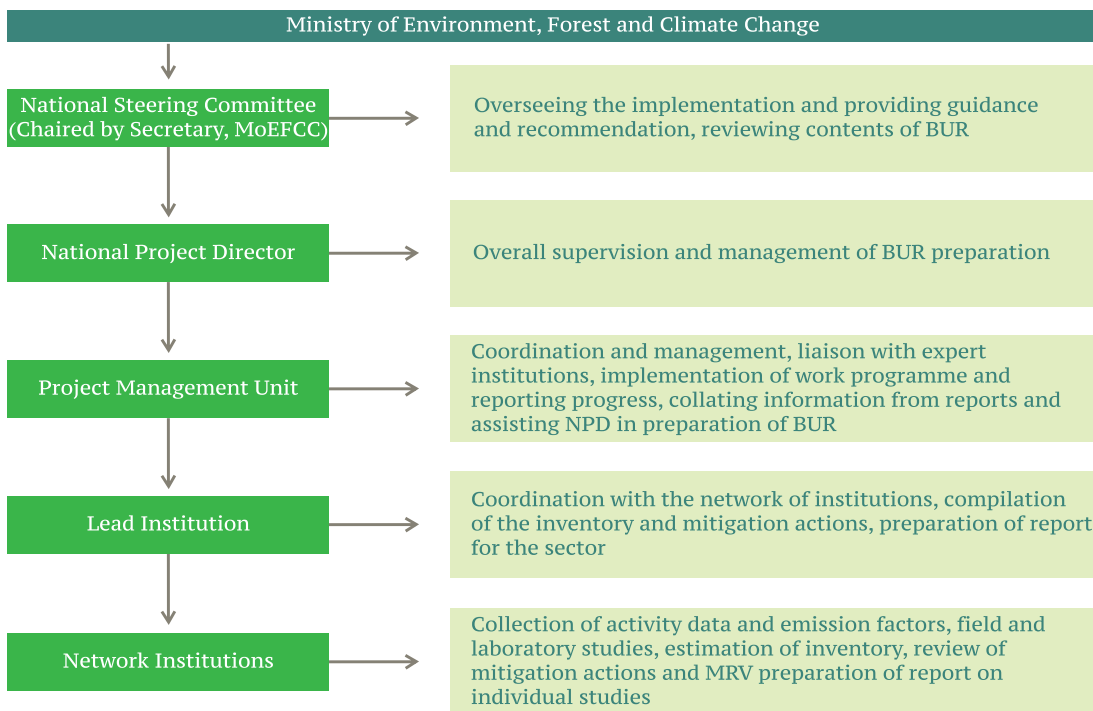 Ministry of Environment, Forest and Climate Change
National Steering Committee
(Chaired by Secretary, MoEFCC)
Overseeing the implementation and providing guidance
and recommendation, reviewing contents of BUR
National Project Director
Overall supervision and management of BUR preparation
Project Management Unit
Coordination and management, liaison with expert
institutions, implementation of work programme and
reporting progress, collating information from reports and
assisting NPD in preparation of BUR
Lead Institution
Coordination with the network of institutions, compilation
of the inventory and mitigation actions, preparation of report
for the sector
Network Institutions
Collection of activity data and emission factors, field and
laboratory studies, estimation of inventory, review of
mitigation actions and MRV preparation of report on
individual studies